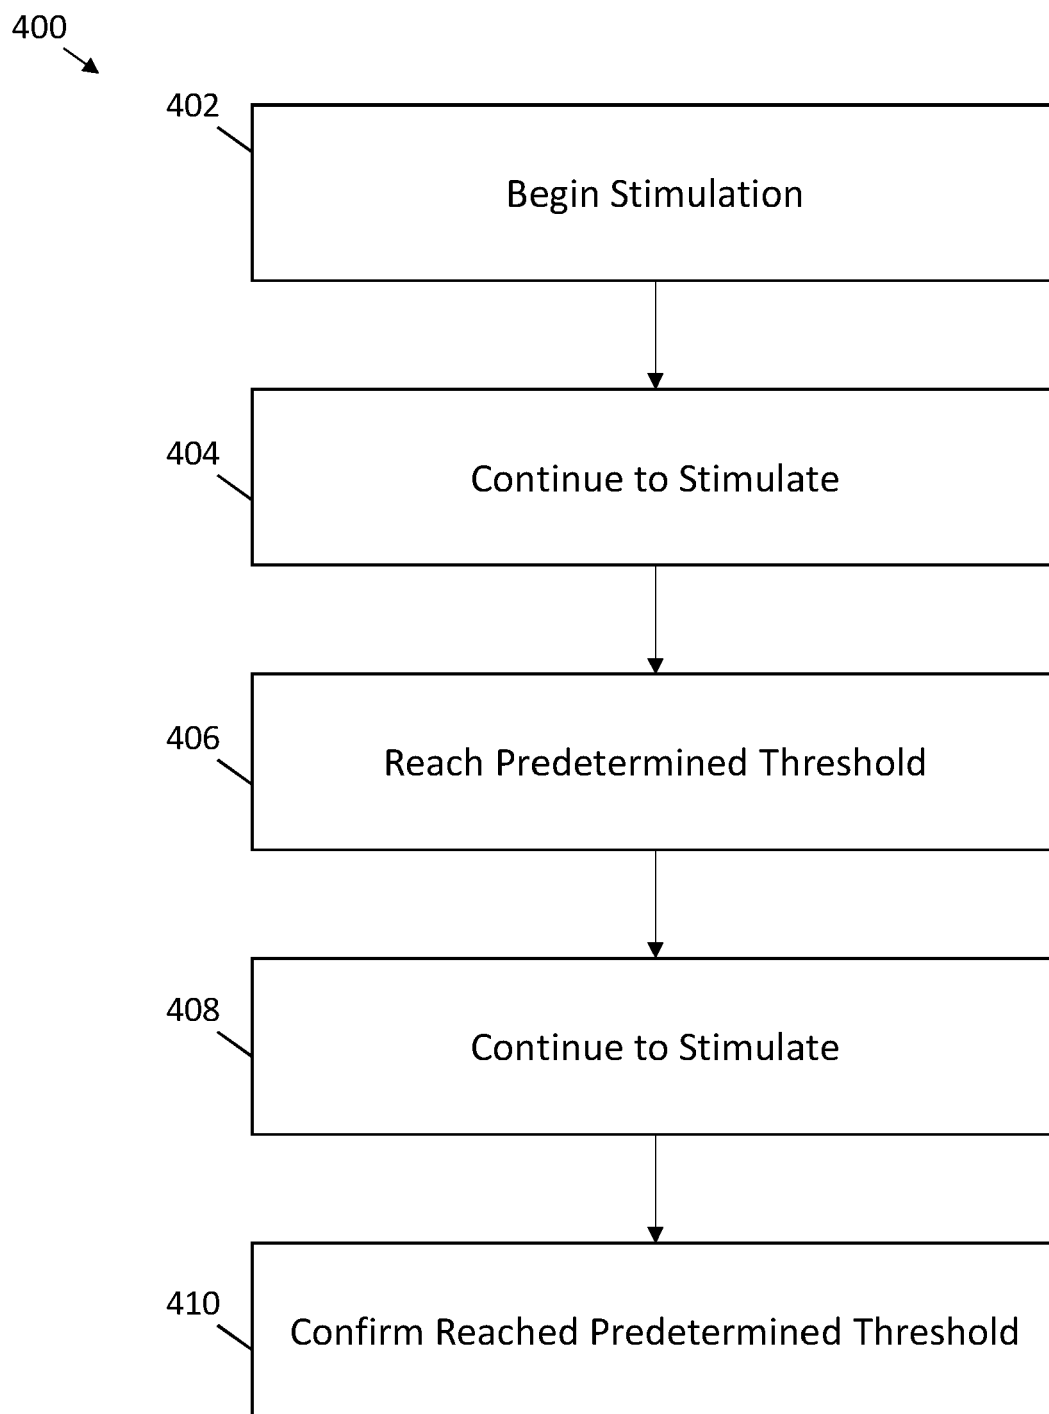 400
402
Begin Stimulation
404
Continue to Stimulate
406
Reach Predetermined Threshold
408
Continue to Stimulate
410
Confirm Reached Predetermined Threshold